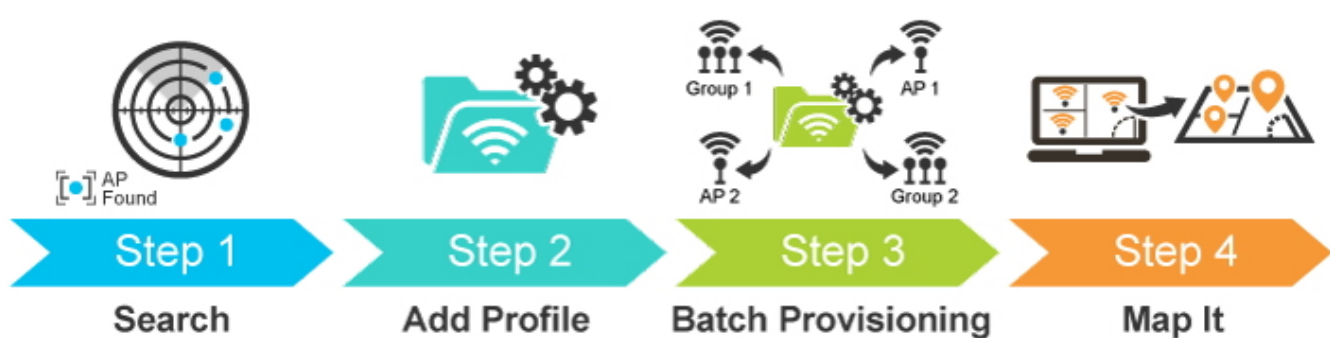 Group 1
AP 1
AP
Found
AP 2
Group 2
Step 1
Step 2
Step 3
Step 4
Search
Add Profile
Batch Provisioning
Map It